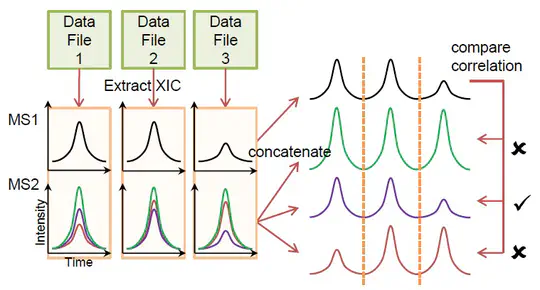 Data
File
1
Data
File
2
Data
File
3
Extract XIC
compare
correlation
MS1
concatenate
MS2
Intensity
Time